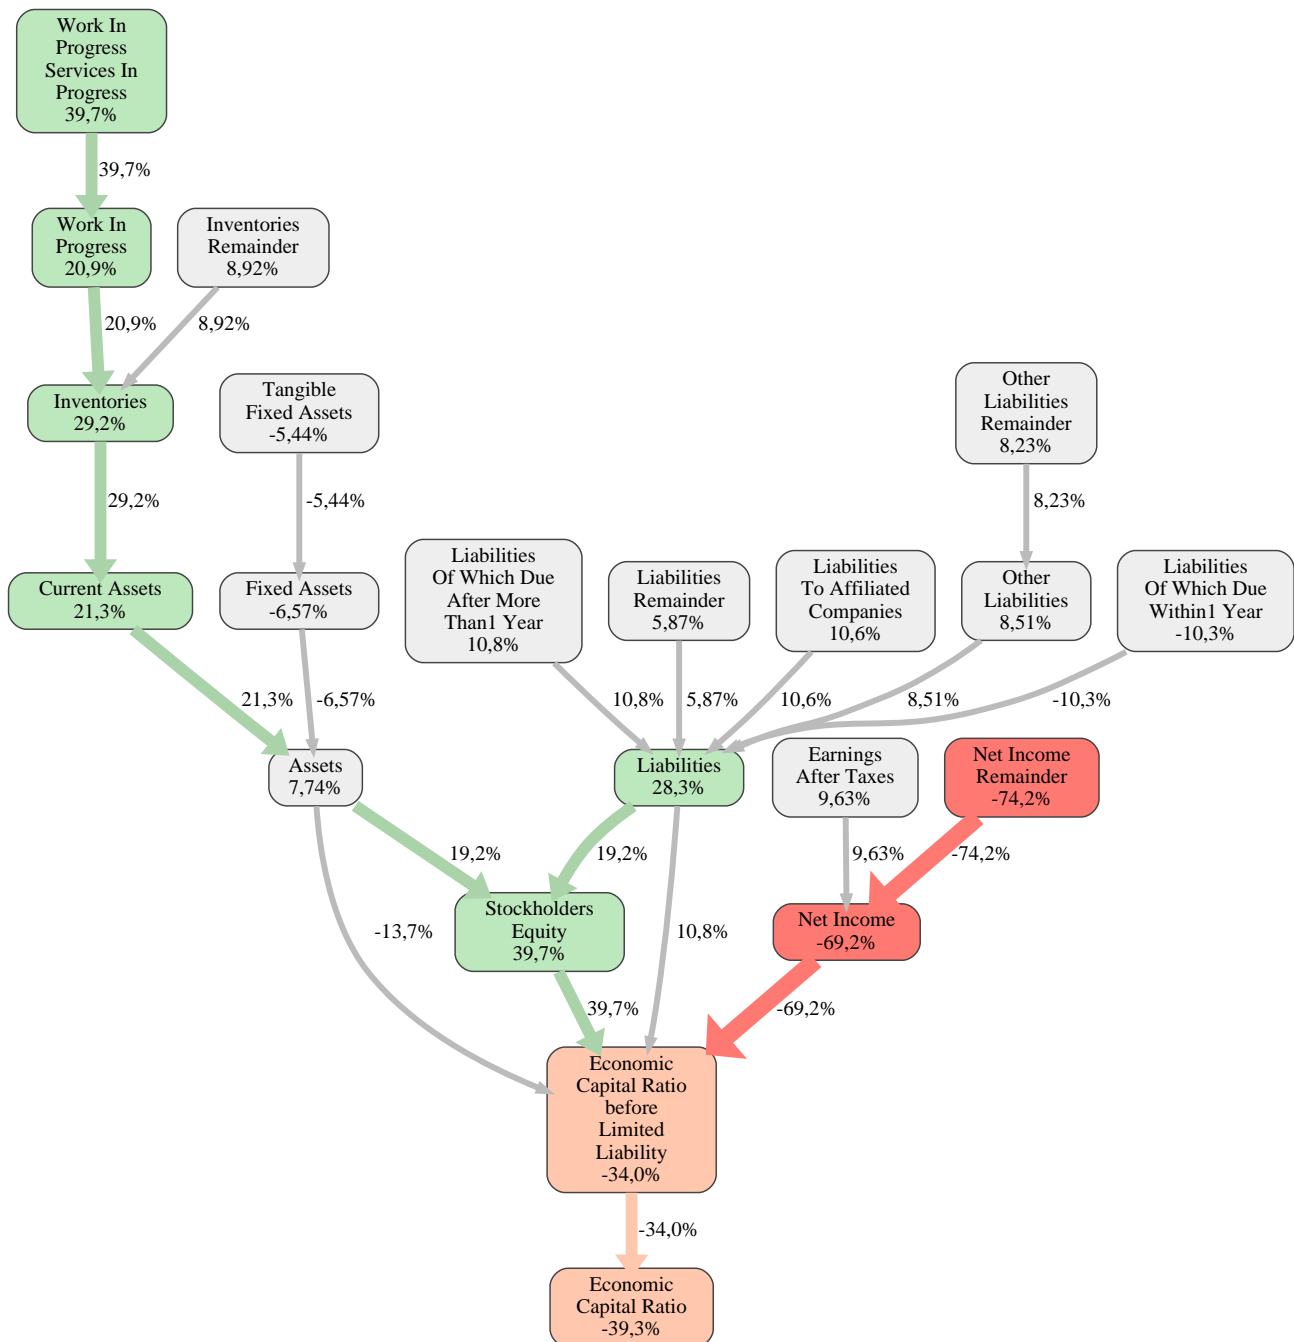 Work In
Progress
Services In
Progress
39,7%
39,7%
Work In
Progress
20,9%
Inventories
Remainder
8,92%
20,9%
8,92%
Inventories
29,2%
Tangible
Fixed Assets
-5,44%
Other
Liabilities
Remainder
8,23%
29,2%
-5,44%
8,23%
Current Assets
21,3%
Fixed Assets
-6,57%
Liabilities
Of Which Due
After More
Than1 Year
10,8%
Liabilities
Remainder
5,87%
Liabilities
To Affiliated
Companies
10,6%
Other
Liabilities
8,51%
Liabilities
Of Which Due
Within1 Year
-10,3%
21,3%
-6,57%
10,8%
5,87%
10,6%
8,51%
-10,3%
Assets
7,74%
Liabilities
28,3%
Earnings
After Taxes
9,63%
Net Income
Remainder
-74,2%
19,2%
19,2%
9,63%
-74,2%
-13,7%
Stockholders
Equity
39,7%
10,8%
Net Income
-69,2%
39,7%
-69,2%
Economic
Capital Ratio
before
Limited
Liability
-34,0%
-34,0%
Economic
Capital Ratio
-39,3%